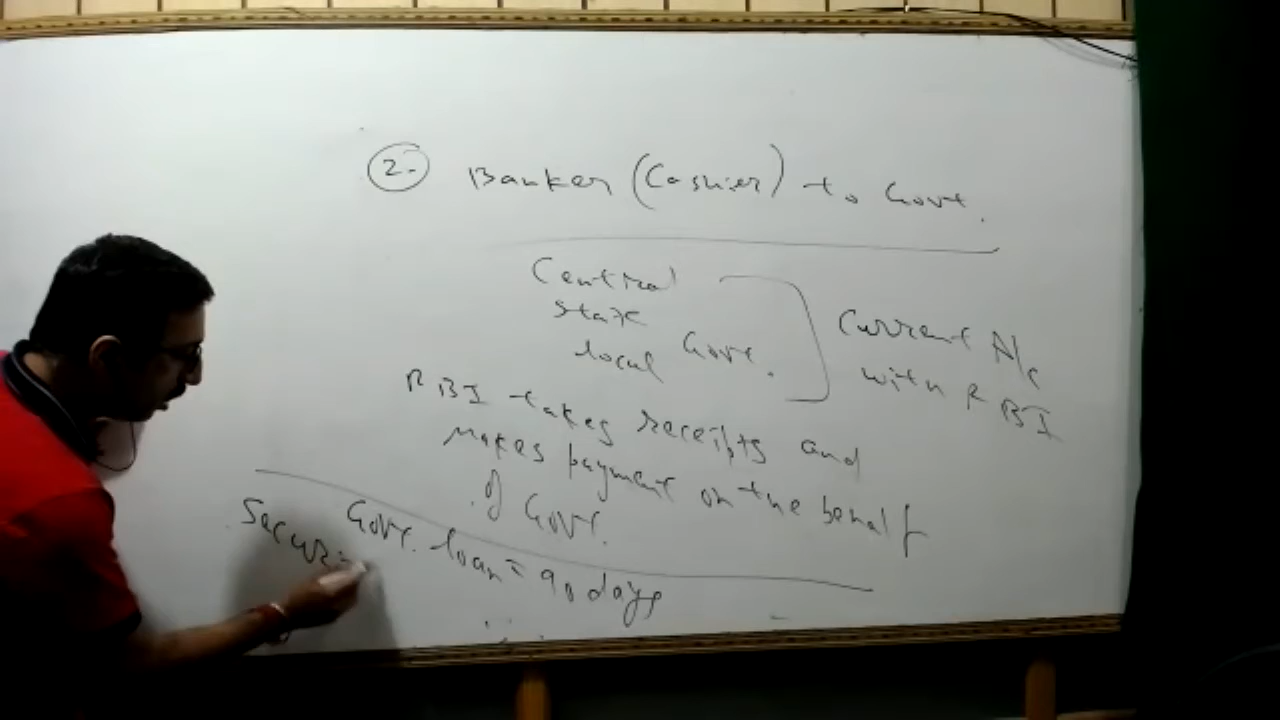 2. Banker (Cashier) to Govt.
Central
State
local Govt.
Current A/c
with RBI
RBI takes receipts and
makes payment on the behalf
of Govt.
Govt. loan = 90 days
Securi